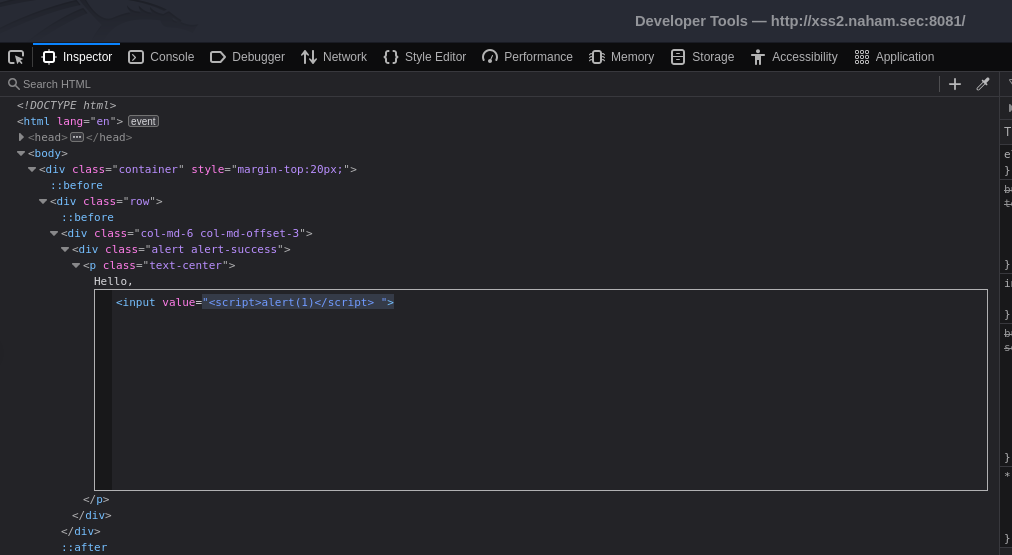 Developer Tools — http://xss2.naham.sec:8081/
Inspector Console Debugger Network Style Editor Performance Memory Storage Accessibility Application
Search HTML
<!DOCTYPE html>
<html lang="en"> event
<head> ••• </head>
<body>
<div class="container" style="margin-top:20px;">
::before
<div class="row">
::before
<div class="col-md-6 col-md-offset-3">
<div class="alert alert-success">
<p class="text-center">
Hello,
<input value="<script>alert(1)</script> ">
</p>
</div>
</div>
::after